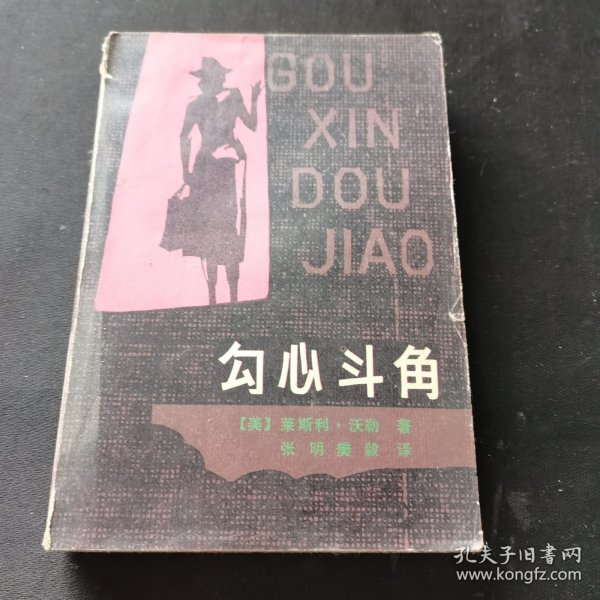 GOU
XIN
DOU
JIAO
勾心斗角
【美】莱斯利·沃勒 著
张明樊毅 译
孔夫子旧书网
www.kongfz.com